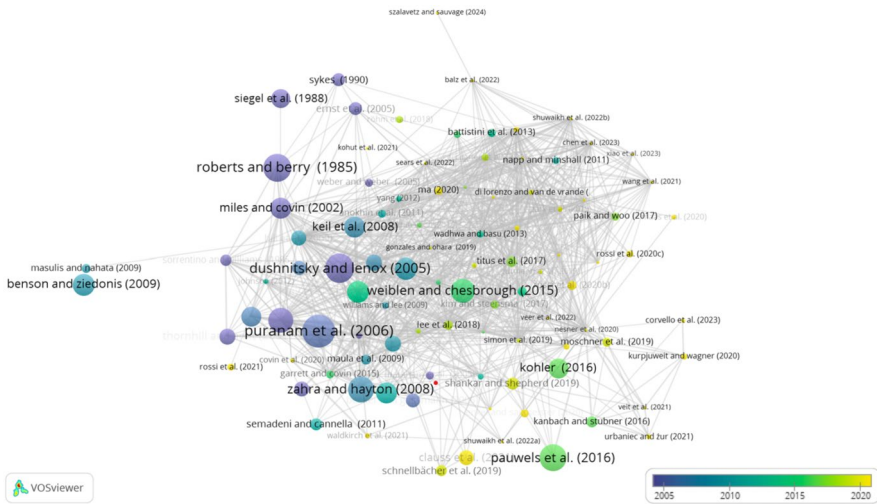 szalavetz and sauvage (2024)
sykes (1990)
balz et al. (2022)
siegel et al. (1988)
ernst et al. (2005)
shuwaikh et al. (2022b)
battistini et al. (2013)
kohut et al. (2021)
chen et al. (2023)
xiao et al. (2023)
roberts and berry (1985)
sears et al. (2022)
napp and minshall (2011)
weber and weber (2005)
ma (2020)
di lorenzo and van de vrande (
wang et al. (2021)
yang (2012)
miles and covin (2002)
paik and woo (2017)
keil et al. (2008)
wadhwa and basu (2013)
gonzales and ohara (2019)
rossi et al. (2020c)
masulis and nahata (2009)
dushnitsky and lenox (2005)
titus et al. (2017)
benson and ziedonis (2009)
weiblen and chesbrough (2015)
williams and lee (2009)
puranam et al. (2006)
lee et al. (2018)
veer et al. (2022)
nesner et al. (2020)
corvello et al. (2023)
simon et al. (2019)
moschner et al. (2019)
rossi et al. (2021)
covin et al. (2020)
maula et al. (2009)
kurpjuweit and wagner (2020)
garrett and covin (2015)
kohler (2016)
shankar and shepherd (2019)
zahra and hayton (2008)
veit et al. (2021)
semadeni and cannella (2011)
kanbach and stubner (2016)
waldkirch et al. (2021)
shuwaikh et al. (2022a)
urbaniec and żur (2021)
clauss et al.
pauwels et al. (2016)
schnellbächer et al. (2019)
VOSviewer
2005 2010 2015 2020